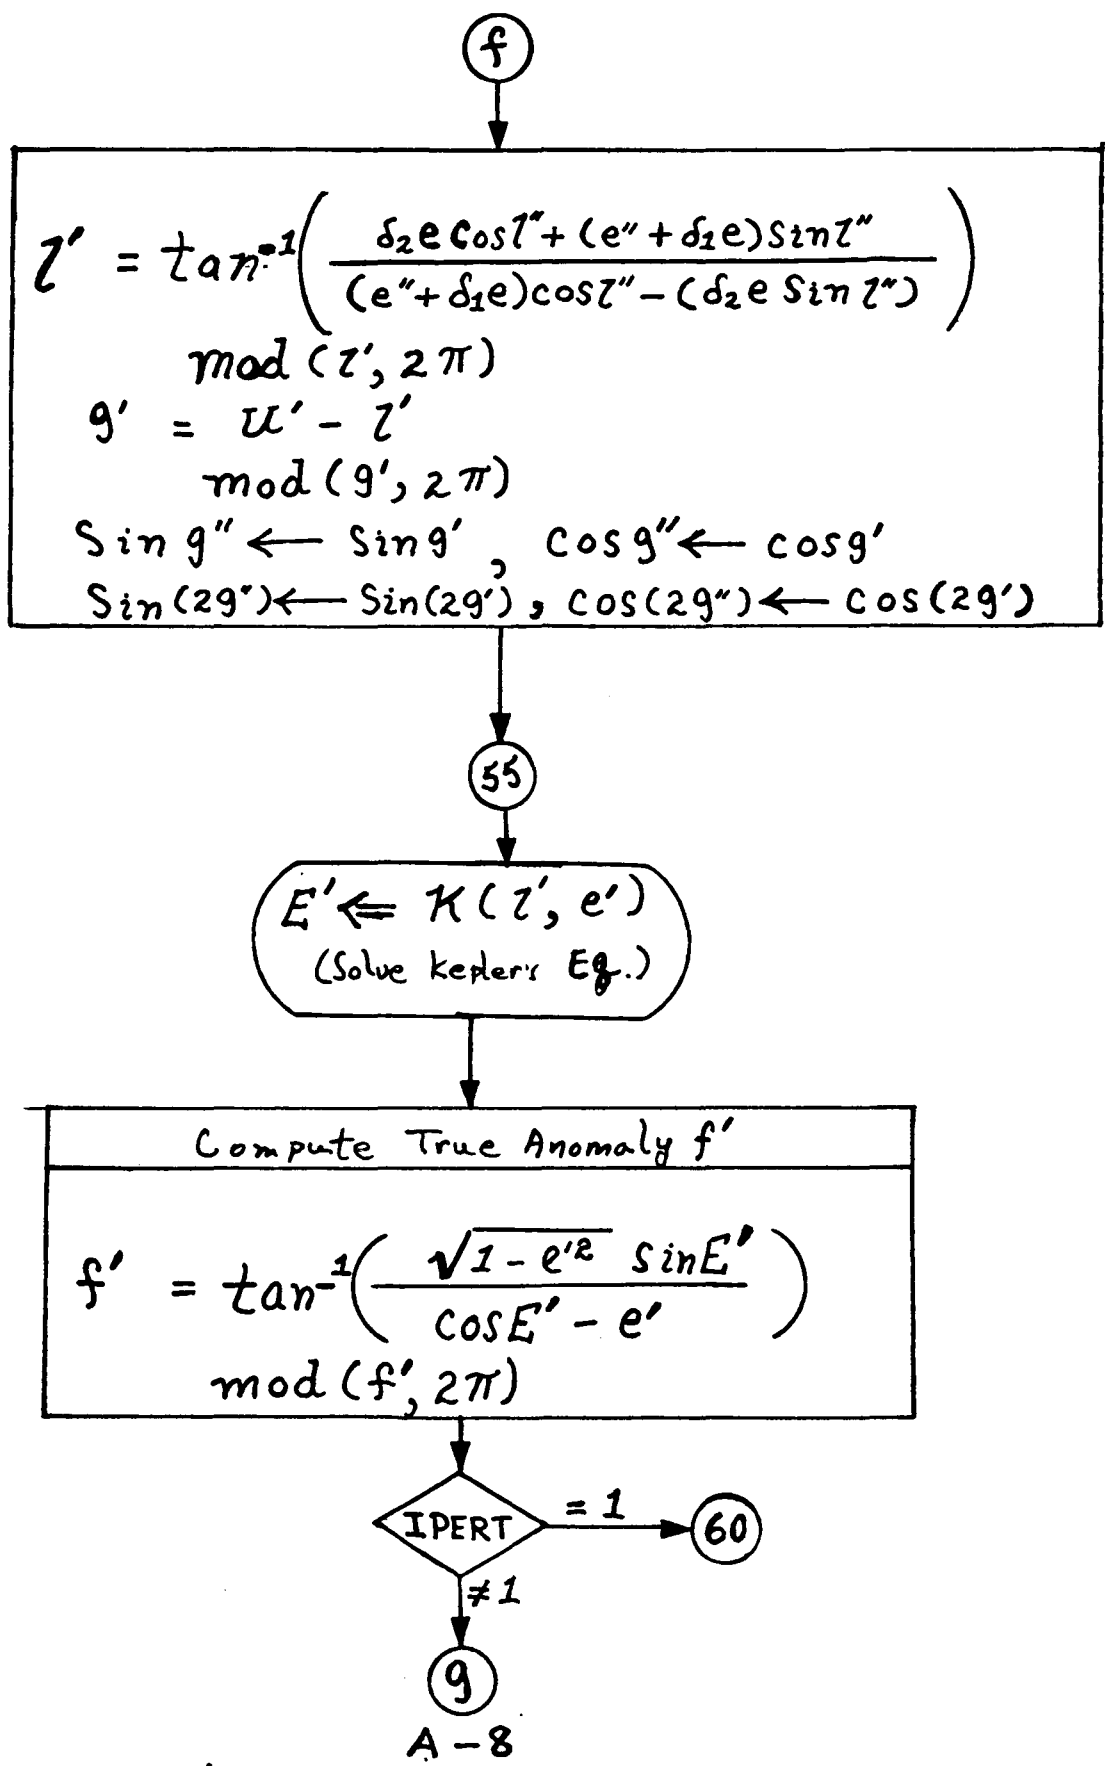 f
l' = tan⁻¹( (δ₂e cos l" + (e" + δ₁e) sin l") / ((e" + δ₁e) cos l" - (δ₂e Sin l")) )
mod (l', 2π)
g' = u' - l'
mod (g', 2π)
Sin g" ← Sin g' , cos g" ← cos g'
Sin(2g") ← Sin(2g') , cos(2g") ← cos(2g')
55
E' ⇐ K(l', e')
(Solve kepler's Eq.)
Compute True Anomaly f'
f' = tan⁻¹( √(1 - e'²) sin E' / (cos E' - e') )
mod (f', 2π)
IPERT = 1 60
≠ 1
g
A - 8